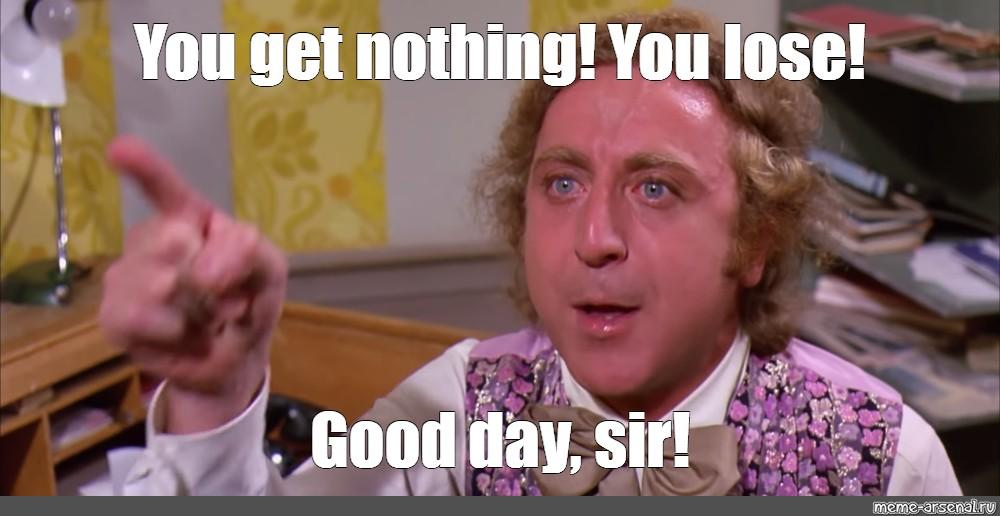 You get nothing! You lose!
Good day, sir!
meme-arsenal.ru